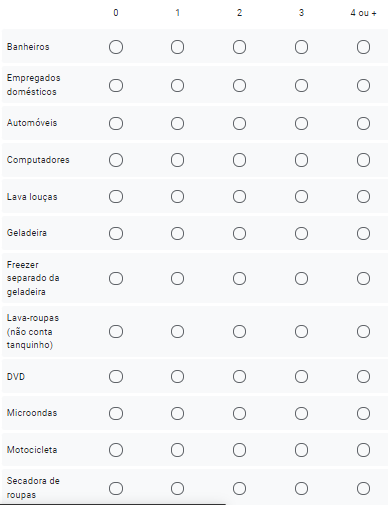 0 1 2 3 4 ou +
Banheiros
Empregados
domésticos
Automóveis
Computadores
Lava louças
Geladeira
Freezer
separado da
geladeira
Lava-roupas
(não conta
tanquinho)
DVD
Microondas
Motocicleta
Secadora de
roupas